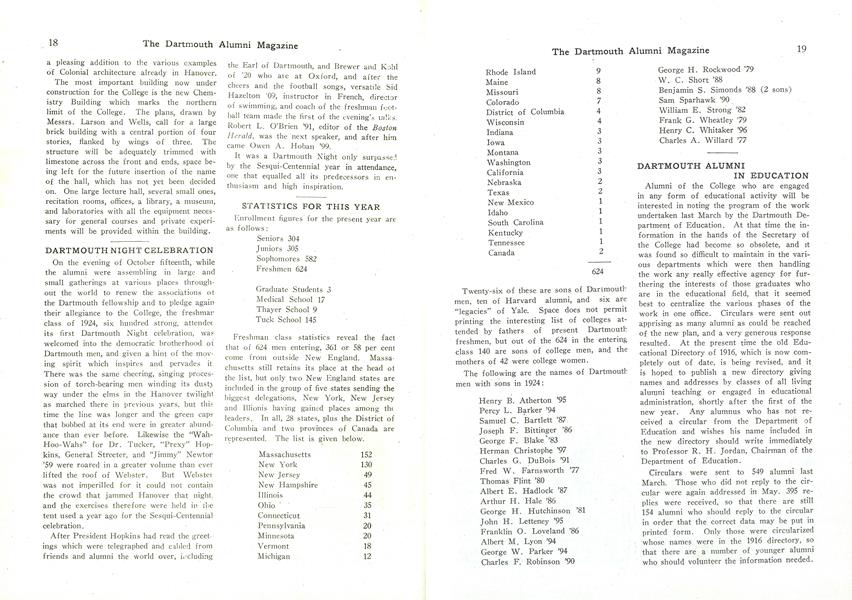 18
The Dartmouth Alumni Magazine
a pleasing addition to the various examples
of Colonial architecture already in Hanover.
The most important building now under
construction for the College is the new Chem-
istry Building which marks the northern
limit of the College. The plans, drawn by
Messrs. Larson and Wells, call for a large
brick building with a central portion of four
stories, flanked by wings of three. The
structure will be adequately trimmed with
limestone across the front and ends, space be-
ing left for the future insertion of the name
of the hall, which has not yet been decided
on. One large lecture hall, several small ones,
recitation rooms, offices, a library, a museum,
and laboratories with all the equipment neces-
sary for general courses and private experi-
ments will be provided within the building.
DARTMOUTH NIGHT CELEBRATION
On the evening of October fifteenth, while
the alumni were assembling in large and
small gatherings at various places through-
out the world to renew the associations of
the Dartmouth fellowship and to pledge again
their allegiance to the College, the freshman
class of 1924, six hundred strong, attended
its first Dartmouth Night celebration, was
welcomed into the democratic brotherhood of
Dartmouth men, and given a hint of the mov-
ing spirit which inspires and pervades it.
There was the same cheering, singing proces-
sion of torch-bearing men winding its dusty
way under the elms in the Hanover twilight
as marched there in previous years, but this
time the line was longer and the green caps
that bobbed at its end were in greater abund-
ance than ever before. Likewise the "Wah-
Hoo-Wahs" for Dr. Tucker, "Prexy" Hop-
kins, General Streeter, and "Jimmy" Newton
'59 were roared in a greater volume than ever
lifted the roof of Webster. But Webster
was not imperilled for it could not contain
the crowd that jammed Hanover that night,
and the exercises therefore were held in the
tent used a year ago for the Sesqui-Centennial
celebration.
After President Hopkins had read the greet-
ings which were telegraphed and cabled from
friends and alumni the world over, including
the Earl of Dartmouth, and Brewer and Kohl
of '20 who are at Oxford, and after the
cheers and the football songs, versatile Sid
Hazelton '09, instructor in French, director
of swimming, and coach of the freshman foot-
ball team made the first of the evening's talks.
Robert L. O'Brien '91, editor of the Boston
Herald, was the next speaker, and after him
came Owen A. Hoban '99.
It was a Dartmouth Night only surpassed
by the Sesqui-Centennial year in attendance,
one that equalled all its predecessors in en-
thusiasm and high inspiration.
STATISTICS FOR THIS YEAR
Enrollment figures for the present year are
as follows:
Seniors 304
Juniors 305
Sophomores 582
Freshmen 624
Graduate Students 3
Medical School 17
Thayer School 9
Tuck School 145
Freshman class statistics reveal the fact
that of 624 men entering, 361 or 58 per cent
come from outside New England. Massa-
chusetts still retains its place at the head of
the list, but only two New England states are
included in the group of five states sending the
biggest delegations, New York, New Jersey
and Illionis having gained places among the
leaders. In all, 28 states, plus the District of
Columbia and two provinces of Canada are
represented. The list is given below.
Massachusetts 152
New York 130
New Jersey 49
New Hampshire 45
Illinois 44
Ohio 35
Connecticut 31
Pennsylvania 20
Minnesota 20
Vermont 18
Michigan 12
The Dartmouth Alumni Magazine
19
Rhode Island 9
Maine 8
Missouri 8
Colorado 7
District of Columbia 4
Wisconsin 4
Indiana 3
Iowa 3
Montana 3
Washington 3
California 3
Nebraska 2
Texas 2
New Mexico 1
Idaho 1
South Carolina 1
Kentucky 1
Tennessee 1
Canada 2
624
Twenty-six of these are sons of Dartmouth
men, ten of Harvard alumni, and six are
"legacies" of Yale. Space does not permit
printing the interesting list of colleges at-
tended by fathers of present Dartmouth
freshmen, but out of the 624 in the entering
class 140 are sons of college men, and the
mothers of 42 were college women.
The following are the names of Dartmouth
men with sons in 1924:
Henry B. Atherton '95
Percy L. Barker '94
Samuel C. Bartlett '87
Joseph F. Bittinger '86
George F. Blake '83
Herman Christophe '97
Charles G. DuBois '91
Fred W. Farnsworth '77
Thomas Flint '80
Albert E. Hadlock '87
Arthur H. Hale '86
George H. Hutchinson '81
John H. Letteney '95
Franklin O. Loveland '86
Albert M. Lyon '94
George W. Parker '94
Charles F. Robinson '90
George H. Rockwood '79
W. C. Short '88
Benjamin S. Simonds '88 (2 sons)
Sam Sparhawk '90
William E. Strong '82
Frank G. Wheatley '79
Henry C. Whitaker '96
Charles A. Willard '77
DARTMOUTH ALUMNI
IN EDUCATION
Alumni of the College who are engaged
in any form of educational activity will be
interested in noting the program of the work
undertaken last March by the Dartmouth De-
partment of Education. At that time the in-
formation in the hands of the Secretary of
the College had become so obsolete, and it
was found so difficult to maintain in the vari-
ous departments which were then handling
the work any really effective agency for fur-
thering the interests of those graduates who
are in the educational field, that it seemed
best to centralize the various phases of the
work in one office. Circulars were sent out
apprising as many alumni as could be reached
of the new plan, and a very generous response
resulted. At the present time the old Edu-
cational Directory of 1916, which is now com-
pletely out of date, is being revised, and it
is hoped to publish a new directory giving
names and addresses by classes of all living
alumni teaching or engaged in educational
administration, shortly after the first of the
new year. Any alumnus who has not re-
ceived a circular from the Department of
Education and wishes his name included in
the new directory should write immediately
to Professor R. H. Jordan, Chairman of the
Department of Education.
Circulars were sent to 549 alumni last
March. Those who did not reply to the cir-
cular were again addressed in May. 395 re-
plies were received, so that there are still
154 alumni who should reply to the circular
in order that the correct data may be put in
printed form. Only those were circularized
whose names were in the 1916 directory, so
that there are a number of younger alumni
who should volunteer the information needed.